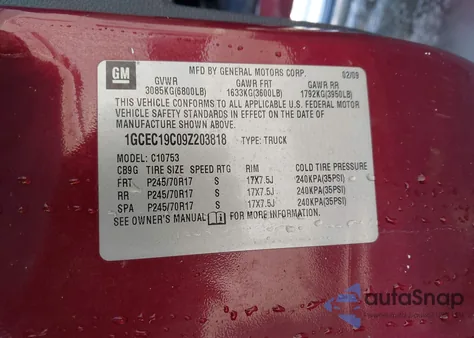 GM
MFD BY GENERAL MOTORS CORP. 02/09
GVWR GAWR FRT GAWR RR
3085KG(6800LB) 1633KG(3600LB) 1792KG(3950LB)
THIS VEHICLE CONFORMS TO ALL APPLICABLE U.S. FEDERAL MOTOR
VEHICLE SAFETY STANDARDS IN EFFECT ON THE DATE OF
MANUFACTURE SHOWN ABOVE.
1GCEC19C09Z203818 TYPE: TRUCK
MODEL: C10753
CB9G TIRE SIZE SPEED RTG RIM COLD TIRE PRESSURE
FRT P245/70R17 S 17X7.5J 240KPA(35PSI)
RR P245/70R17 S 17X7.5J 240KPA(35PSI)
SPA P245/70R17 S 17X7.5J 240KPA(35PSI)
SEE OWNER'S MANUAL FOR MORE INFORMATION.
autoSnap